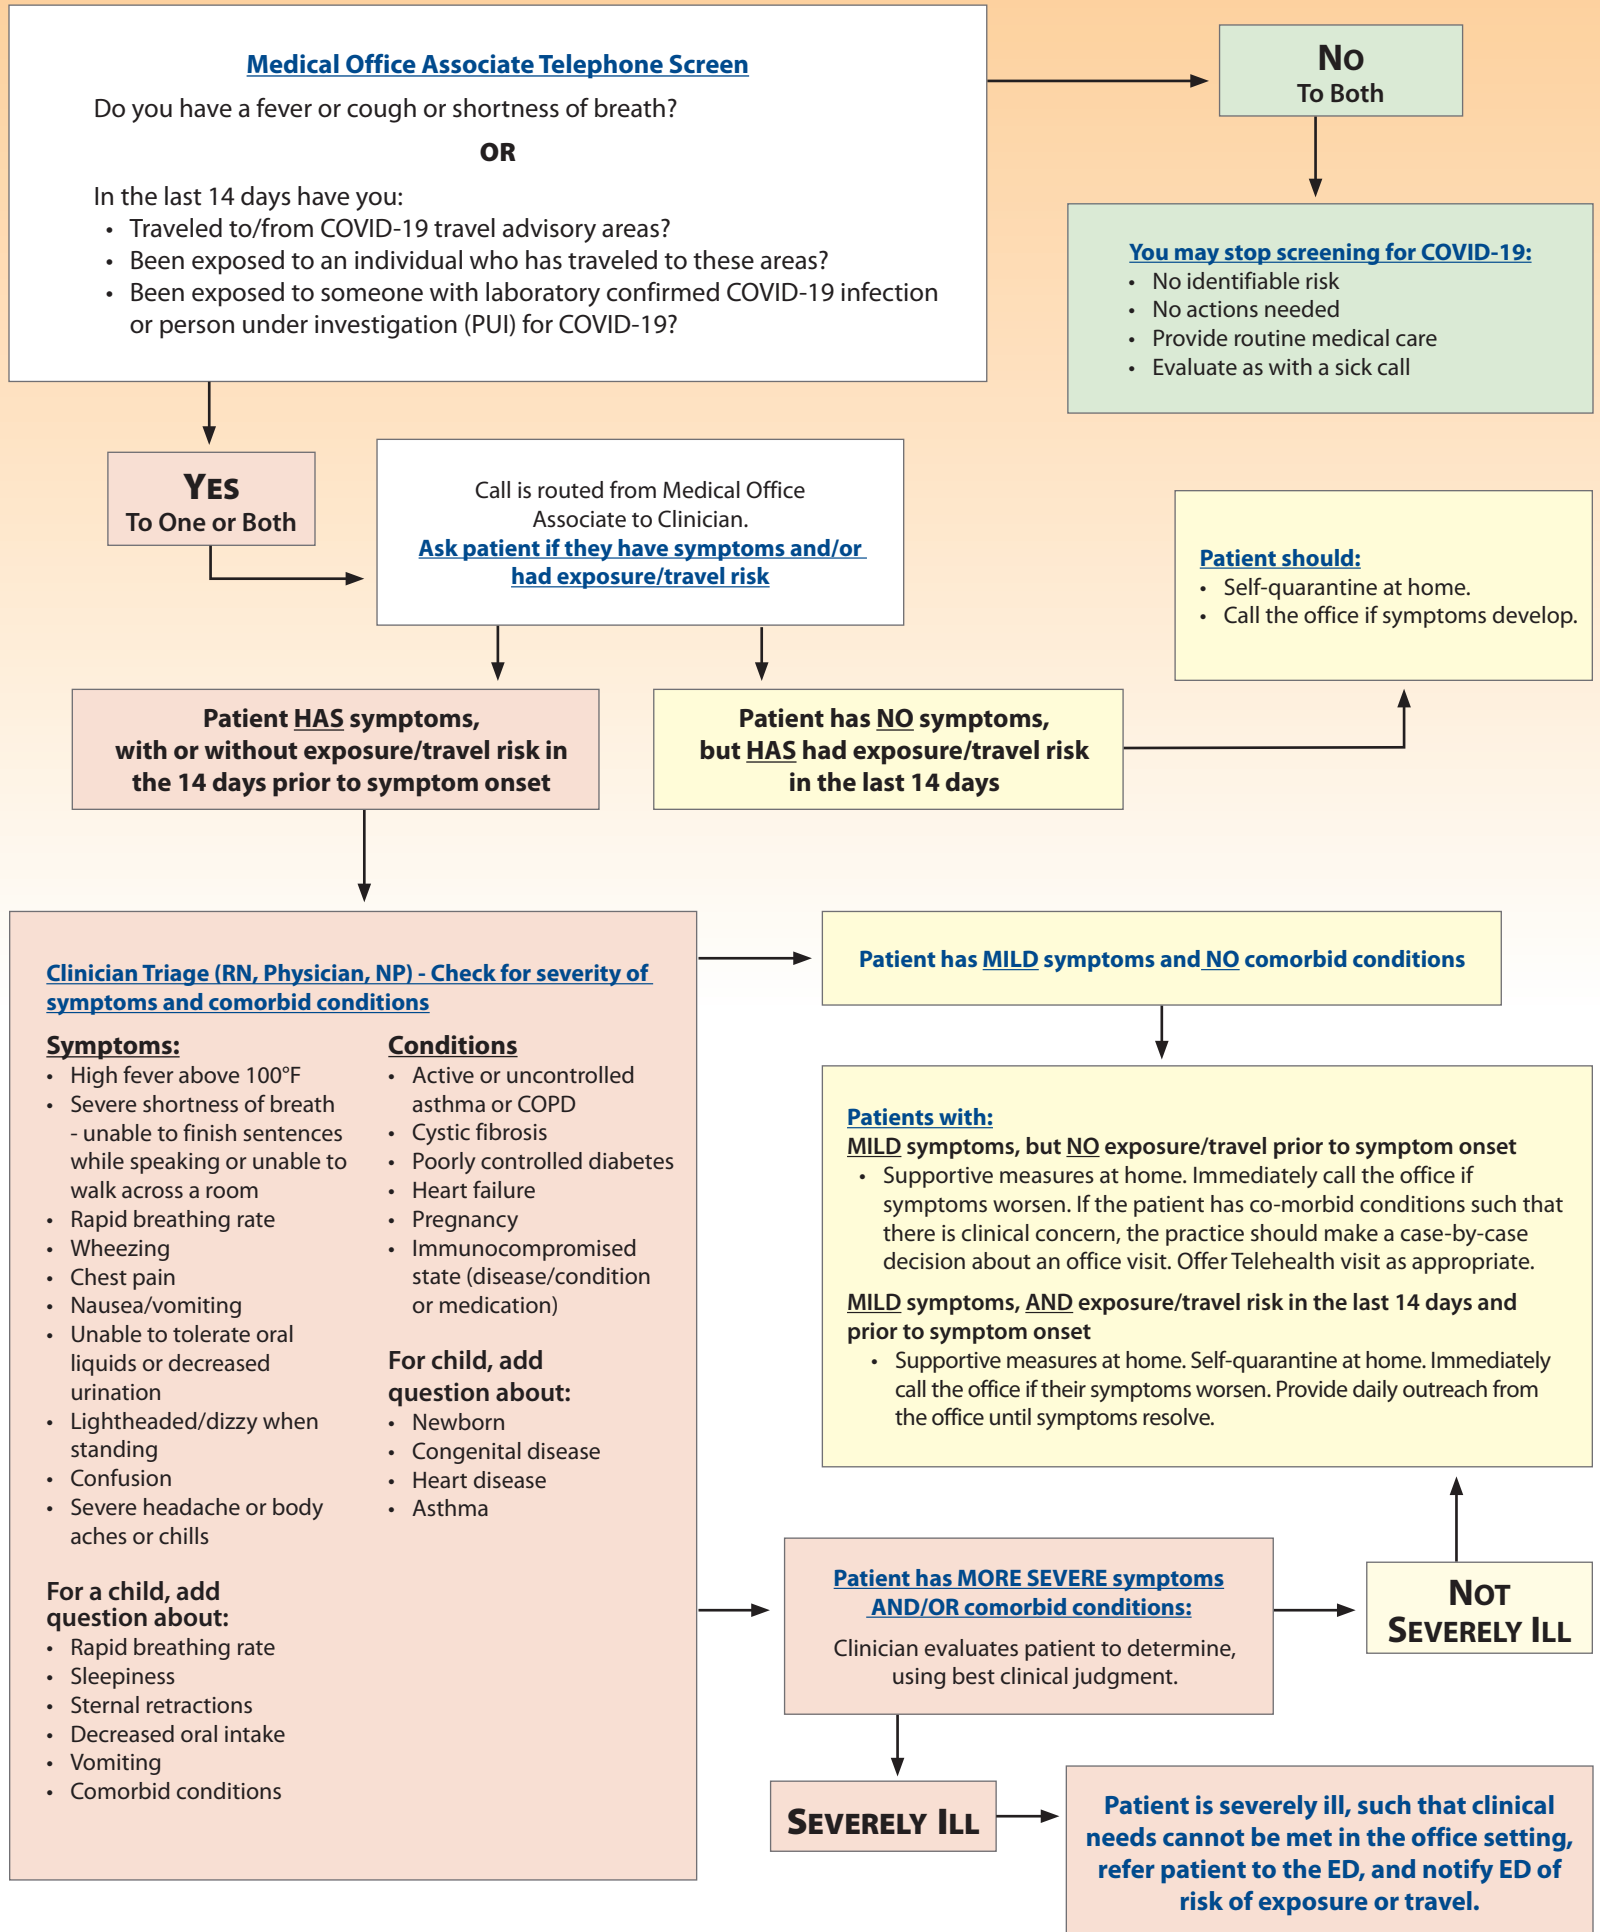 Medical Office Associate Telephone Screen
Do you have a fever or cough or shortness of breath?
OR
In the last 14 days have you:
• Traveled to/from COVID-19 travel advisory areas?
• Been exposed to an individual who has traveled to these areas?
• Been exposed to someone with laboratory confirmed COVID-19 infection
or person under investigation (PUI) for COVID-19?
NO
To Both
You may stop screening for COVID-19:
• No identifiable risk
• No actions needed
• Provide routine medical care
• Evaluate as with a sick call
YES
To One or Both
Call is routed from Medical Office
Associate to Clinician.
Ask patient if they have symptoms and/or
had exposure/travel risk
Patient should:
• Self-quarantine at home.
• Call the office if symptoms develop.
Patient HAS symptoms,
with or without exposure/travel risk in
the 14 days prior to symptom onset
Patient has NO symptoms,
but HAS had exposure/travel risk
in the last 14 days
Clinician Triage (RN, Physician, NP) - Check for severity of
symptoms and comorbid conditions
Symptoms:
• High fever above 100°F
• Severe shortness of breath
- unable to finish sentences
while speaking or unable to
walk across a room
• Rapid breathing rate
• Wheezing
• Chest pain
• Nausea/vomiting
• Unable to tolerate oral
liquids or decreased
urination
• Lightheaded/dizzy when
standing
• Confusion
• Severe headache or body
aches or chills
For a child, add
question about:
• Rapid breathing rate
• Sleepiness
• Sternal retractions
• Decreased oral intake
• Vomiting
• Comorbid conditions
Conditions
• Active or uncontrolled
asthma or COPD
• Cystic fibrosis
• Poorly controlled diabetes
• Heart failure
• Pregnancy
• Immunocompromised
state (disease/condition
or medication)
For child, add
question about:
• Newborn
• Congenital disease
• Heart disease
• Asthma
Patient has MILD symptoms and NO comorbid conditions
Patients with:
MILD symptoms, but NO exposure/travel prior to symptom onset
• Supportive measures at home. Immediately call the office if
symptoms worsen. If the patient has co-morbid conditions such that
there is clinical concern, the practice should make a case-by-case
decision about an office visit. Offer Telehealth visit as appropriate.
MILD symptoms, AND exposure/travel risk in the last 14 days and
prior to symptom onset
• Supportive measures at home. Self-quarantine at home. Immediately
call the office if their symptoms worsen. Provide daily outreach from
the office until symptoms resolve.
Patient has MORE SEVERE symptoms
AND/OR comorbid conditions:
Clinician evaluates patient to determine,
using best clinical judgment.
NOT
SEVERELY ILL
SEVERELY ILL
Patient is severely ill, such that clinical
needs cannot be met in the office setting,
refer patient to the ED, and notify ED of
risk of exposure or travel.